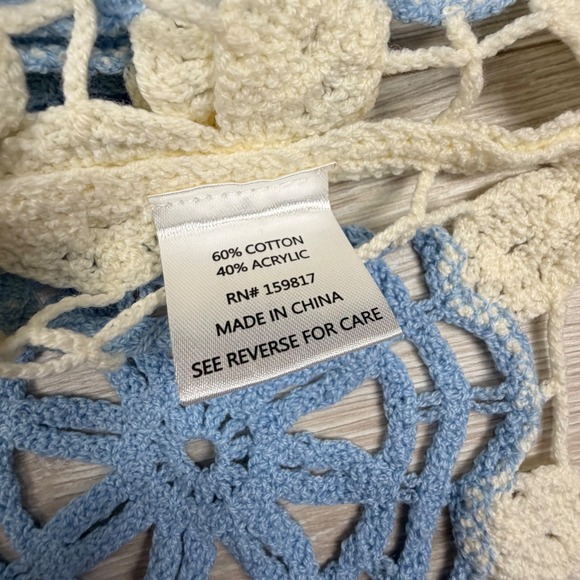 60% COTTON
40% ACRYLIC
RN# 159817
MADE IN CHINA
SEE REVERSE FOR CARE